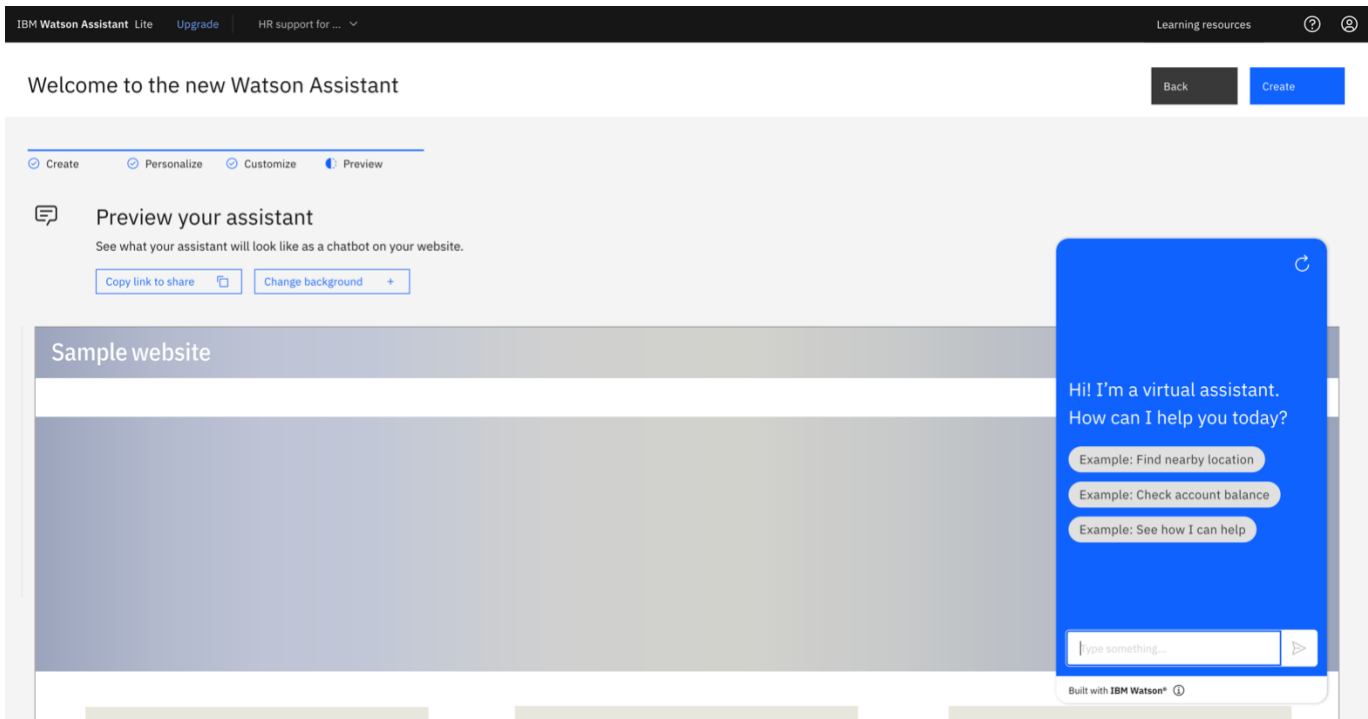 IBM Watson Assistant Lite Upgrade HR support for ... Learning resources
Welcome to the new Watson Assistant
Back Create
Create Personalize Customize Preview
Preview your assistant
See what your assistant will look like as a chatbot on your website.
Copy link to share Change background +
Sample website
Hi! I'm a virtual assistant.
How can I help you today?
Example: Find nearby location
Example: Check account balance
Example: See how I can help
Type something...
Built with IBM Watson®